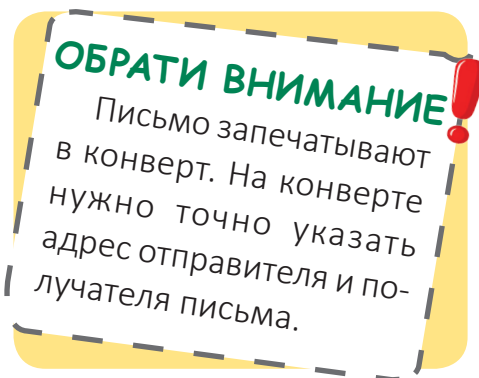 ОБРАТИ ВНИМАНИЕ!
Письмо запечатывают
в конверт. На конверте
нужно точно указать
адрес отправителя и по-
лучателя письма.